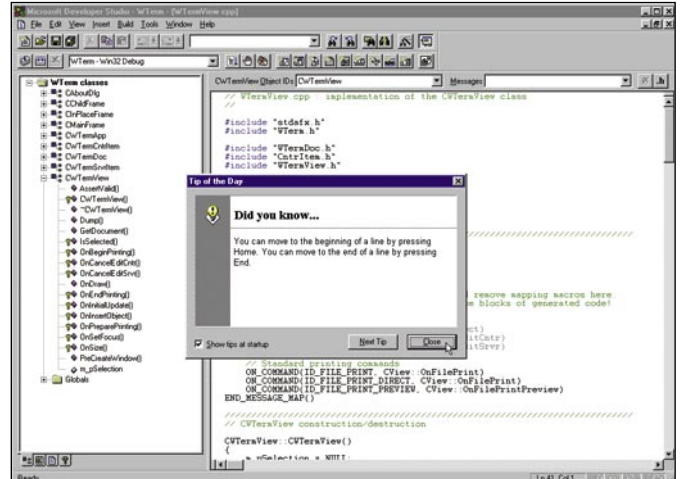 Microsoft Developer Studio - WTerm - [WTermView.cpp]
File Edit View Insert Build Tools Window Help
WTerm - Win32 Debug
WTerm classes
CAboutDlg
CChildFrame
CInPlaceFrame
CMainFrame
CWTermApp
CWTermCntrItem
CWTermDoc
CWTermSrvrItem
CWTermView
AssertValid()
CWTermView()
~CWTermView()
Dump()
GetDocument()
IsSelected()
OnBeginPrinting()
OnCancelEditCntr()
OnCancelEditSrvr()
OnDraw()
OnEndPrinting()
OnInitialUpdate()
OnInsertObject()
OnPreparePrinting()
OnSetFocus()
OnSize()
PreCreateWindow()
m_pSelection
Globals
CWTermView Object IDs: CWTermView Messages:
// WTermView.cpp : implementation of the CWTermView class
//
#include "stdafx.h"
#include "WTerm.h"
#include "WTermDoc.h"
#include "CntrItem.h"
#include "WTermView.h"
Tip of the Day
Did you know...
You can move to the beginning of a line by pressing
Home. You can move to the end of a line by pressing
End.
Show tips at startup
Next Tip
Close
remove mapping macros here.
blocks of generated code!
// Standard printing commands
ON_COMMAND(ID_FILE_PRINT, CView::OnFilePrint)
ON_COMMAND(ID_FILE_PRINT_DIRECT, CView::OnFilePrint)
ON_COMMAND(ID_FILE_PRINT_PREVIEW, CView::OnFilePrintPreview)
END_MESSAGE_MAP()
/////////////////////////////////////////////////////////////////////////////
// CWTermView construction/destruction
CWTermView::CWTermView()
{
m_pSelection = NULL;
Ready
Ln 41, Col 1